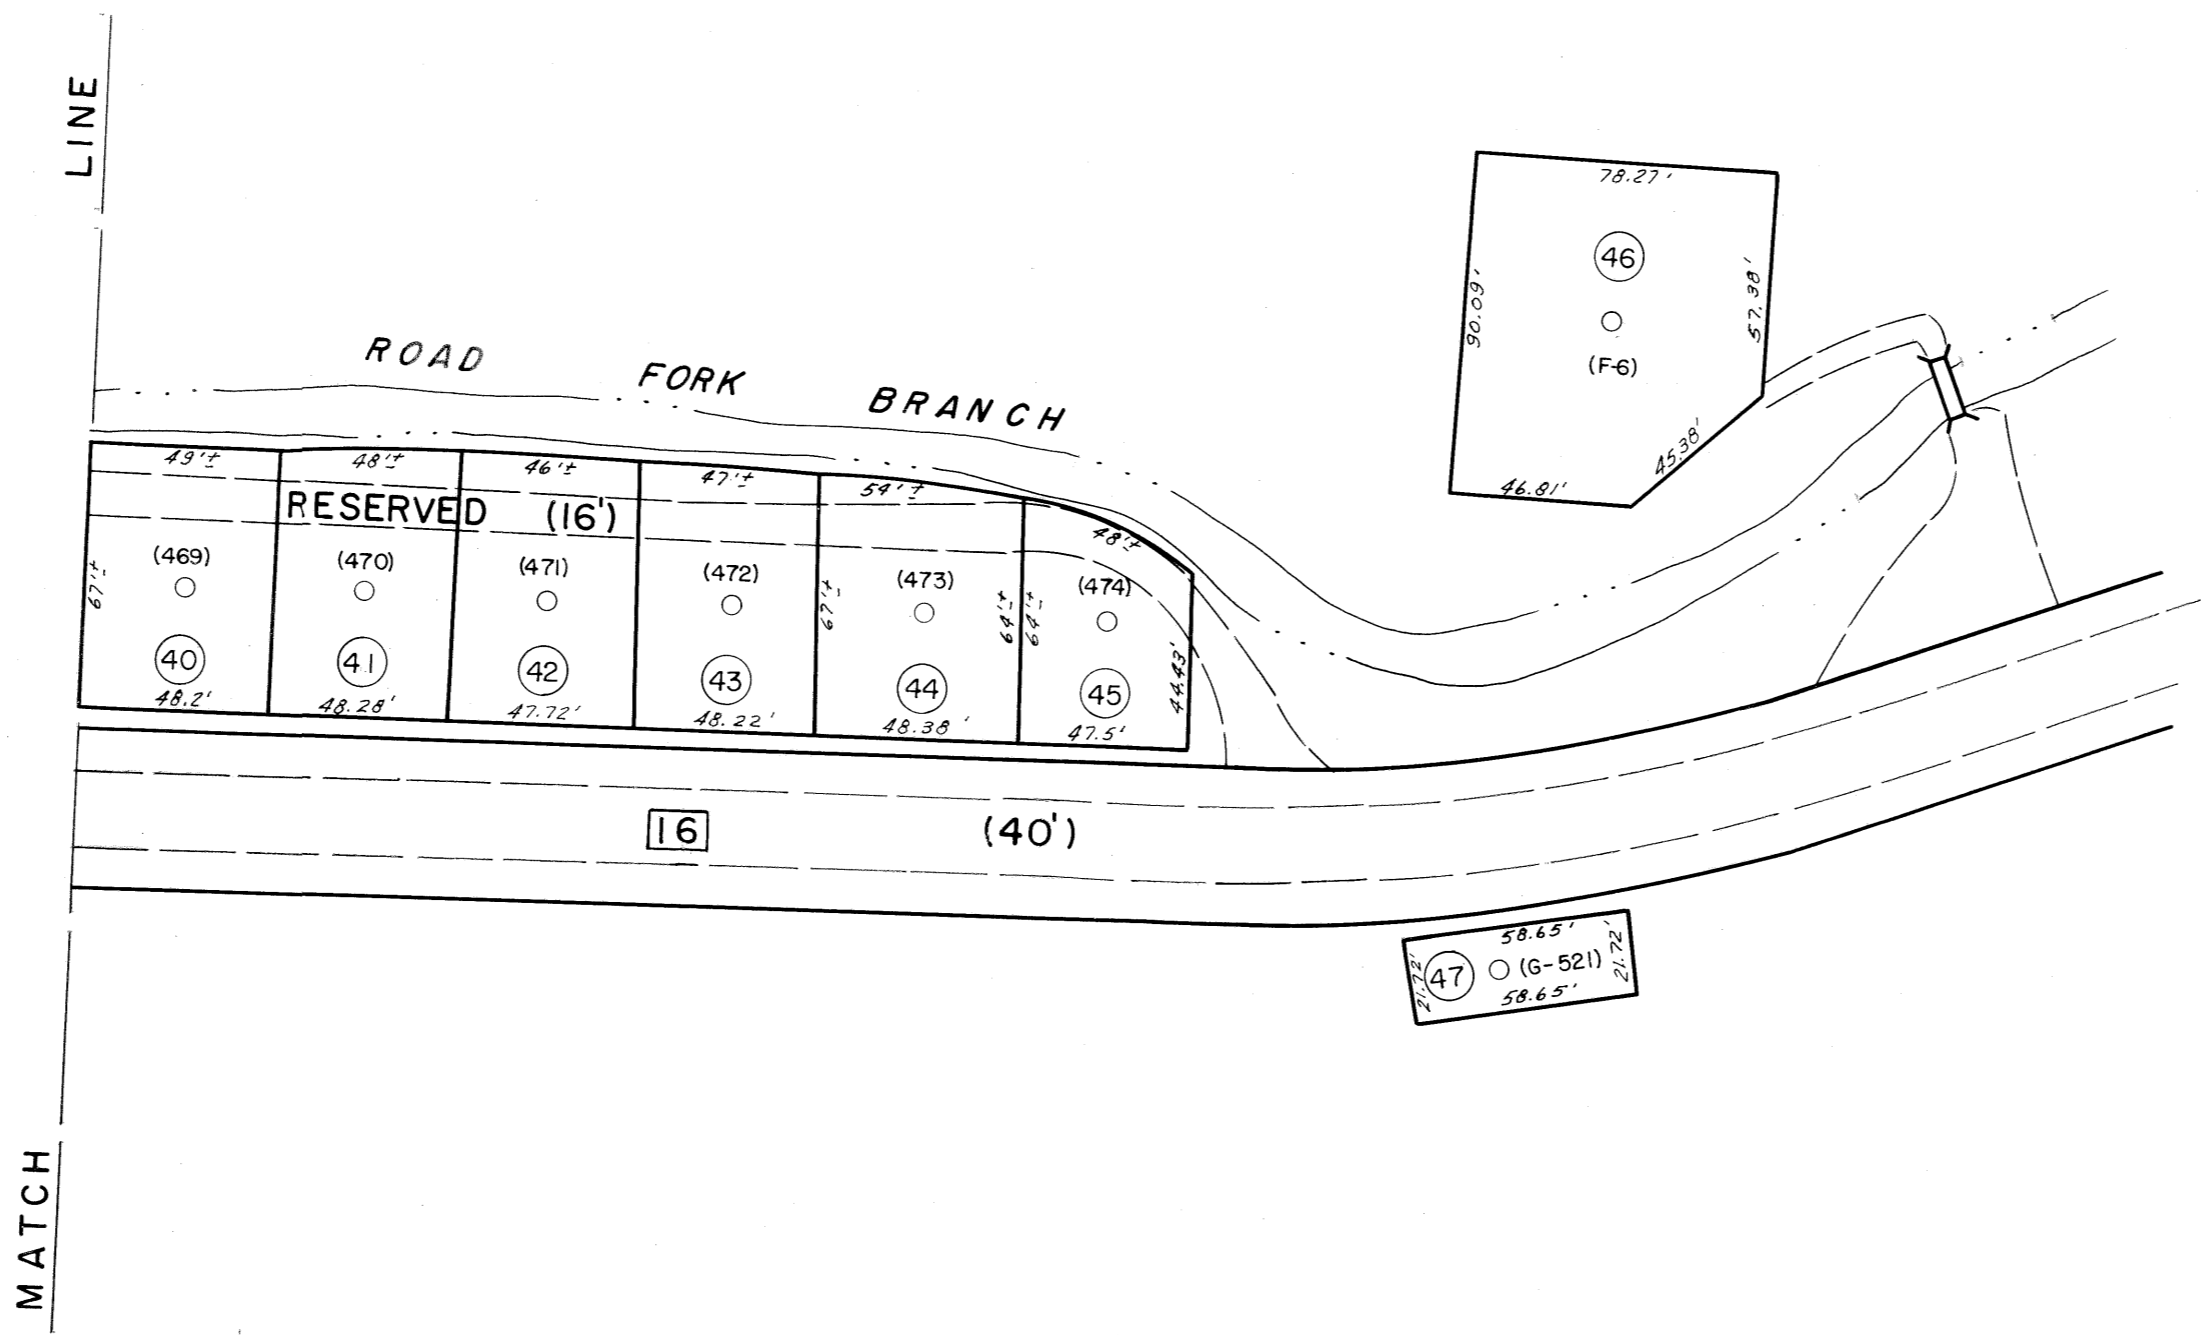 LINE
MATCH
ROAD FORK BRANCH
49'± 48'± 46'± 47'± 54'± 48'±
RESERVED (16')
(469) (470) (471) (472) (473) (474)
67'± 67'± 64'± 64'± 44.43'
40 41 42 43 44 45
48.2' 48.28' 47.72' 48.22' 48.38' 47.5'
16 (40')
78.27'
46
90.09' 57.38'
(F-6)
45.38'
46.81'
58.65'
21.72' 47 (G-521) 21.72'
58.65'